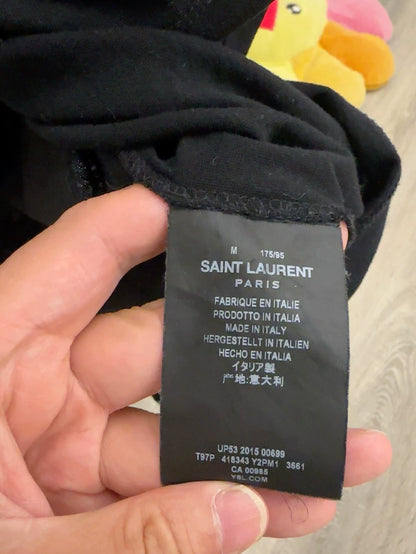 M 175/95
SAINT LAURENT
PARIS
FABRIQUE EN ITALIE
PRODOTTO IN ITALIA
MADE IN ITALY
HERGESTELLT IN ITALIEN
HECHO EN ITALIA
イタリア製
产地:意大利
UP53 2015 00699
T97P 418343 Y2PM1 3661
CA 00985
YSL.COM